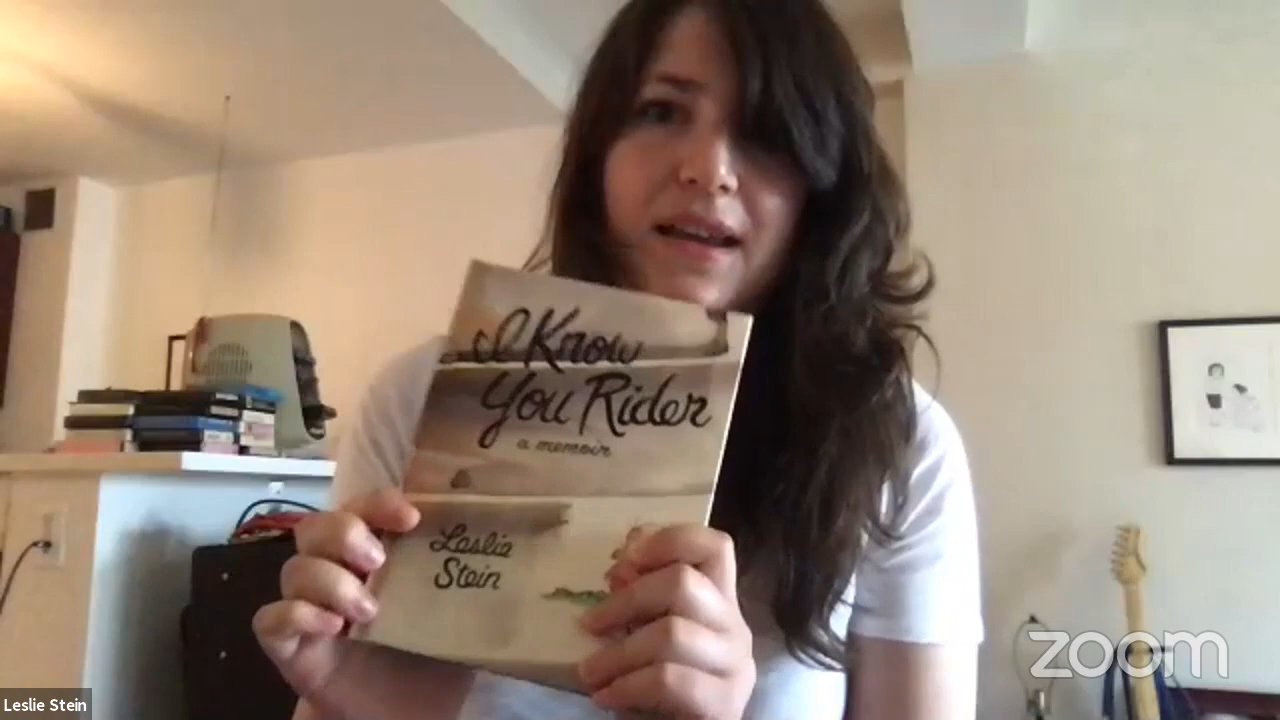 I Know
You Rider
a memoir
Leslie
Stein
zoom
Leslie Stein